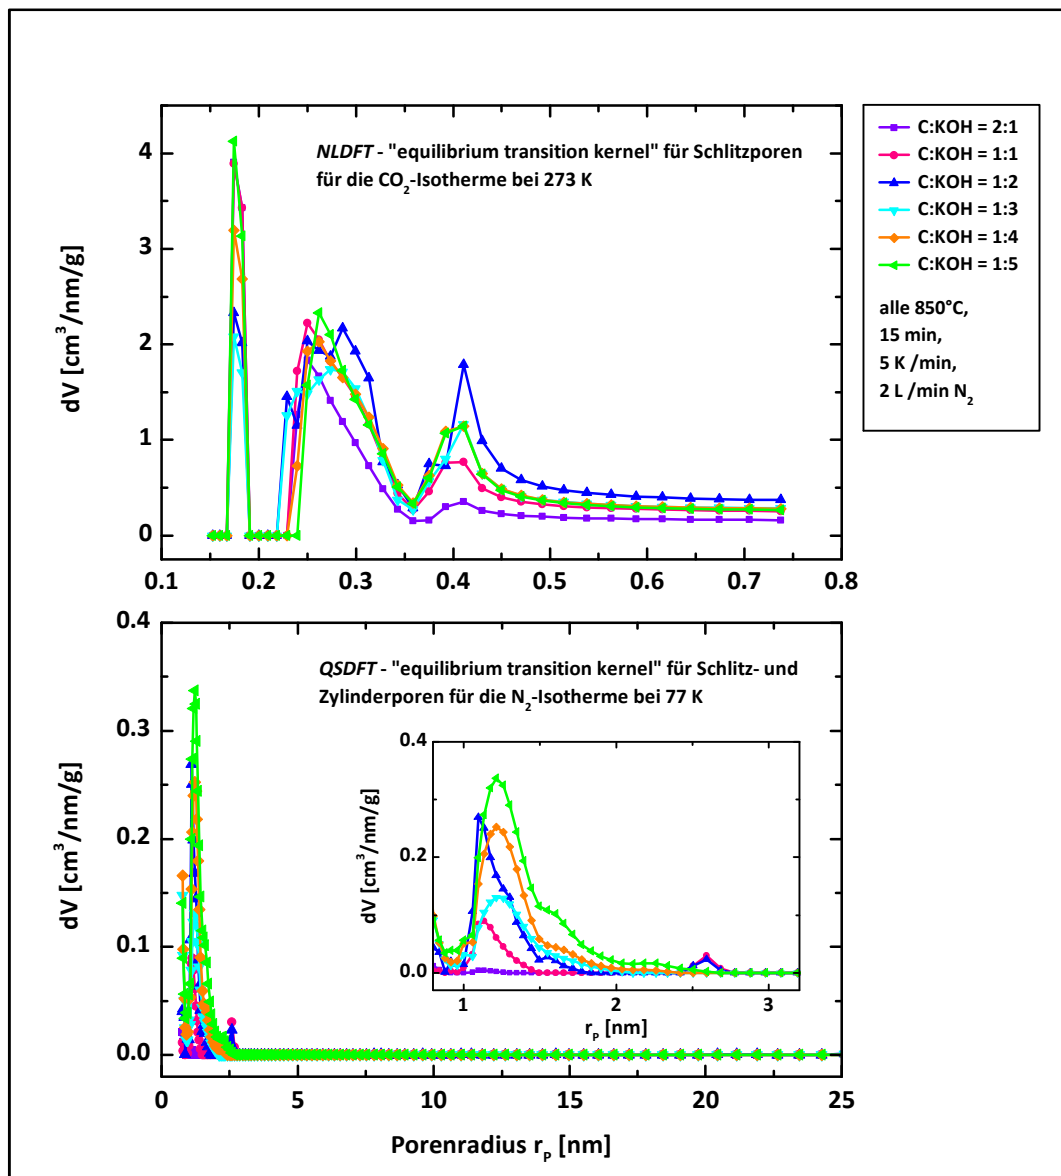 NLDFT - "equilibrium transition kernel" für Schlitzporen
für die CO₂-Isotherme bei 273 K
dV [cm³/nm/g]
4
3
2
1
0
0.1 0.2 0.3 0.4 0.5 0.6 0.7 0.8
C:KOH = 2:1
C:KOH = 1:1
C:KOH = 1:2
C:KOH = 1:3
C:KOH = 1:4
C:KOH = 1:5
alle 850°C,
15 min,
5 K /min,
2 L /min N₂
QSDFT - "equilibrium transition kernel" für Schlitz- und
Zylinderporen für die N₂-Isotherme bei 77 K
dV [cm³/nm/g]
0.4
0.3
0.2
0.1
0.0
0 5 10 15 20 25
Porenradius rₚ [nm]
dV [cm³/nm/g]
0.4
0.2
0.0
1 2 3
rₚ [nm]